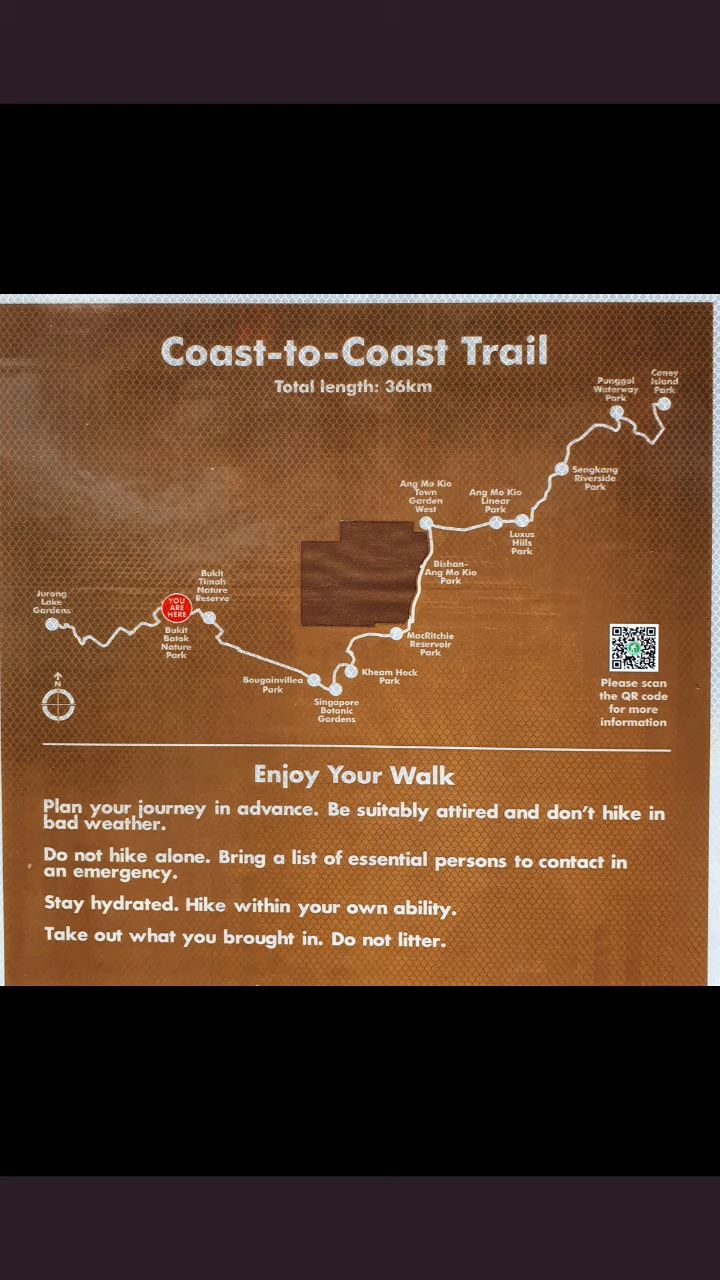 Coast-to-Coast Trail
Total length: 36km
Coney
Island
Park
Punggol
Waterway
Park
Sengkang
Riverside
Park
Ang Mo Kio
Town
Garden
West
Ang Mo Kio
Linear
Park
Luxus
Hills
Park
Bishan-
Ang Mo Kio
Park
Bukit
Timah
Nature
Reserve
Jurong
Lake
Gardens
YOU
ARE
HERE
Bukit
Batok
Nature
Park
MacRitchie
Reservoir
Park
Kheam Hock
Park
Bougainvillea
Park
Singapore
Botanic
Gardens
N
Please scan
the QR code
for more
information
Enjoy Your Walk
Plan your journey in advance. Be suitably attired and don't hike in
bad weather.
Do not hike alone. Bring a list of essential persons to contact in
an emergency.
Stay hydrated. Hike within your own ability.
Take out what you brought in. Do not litter.